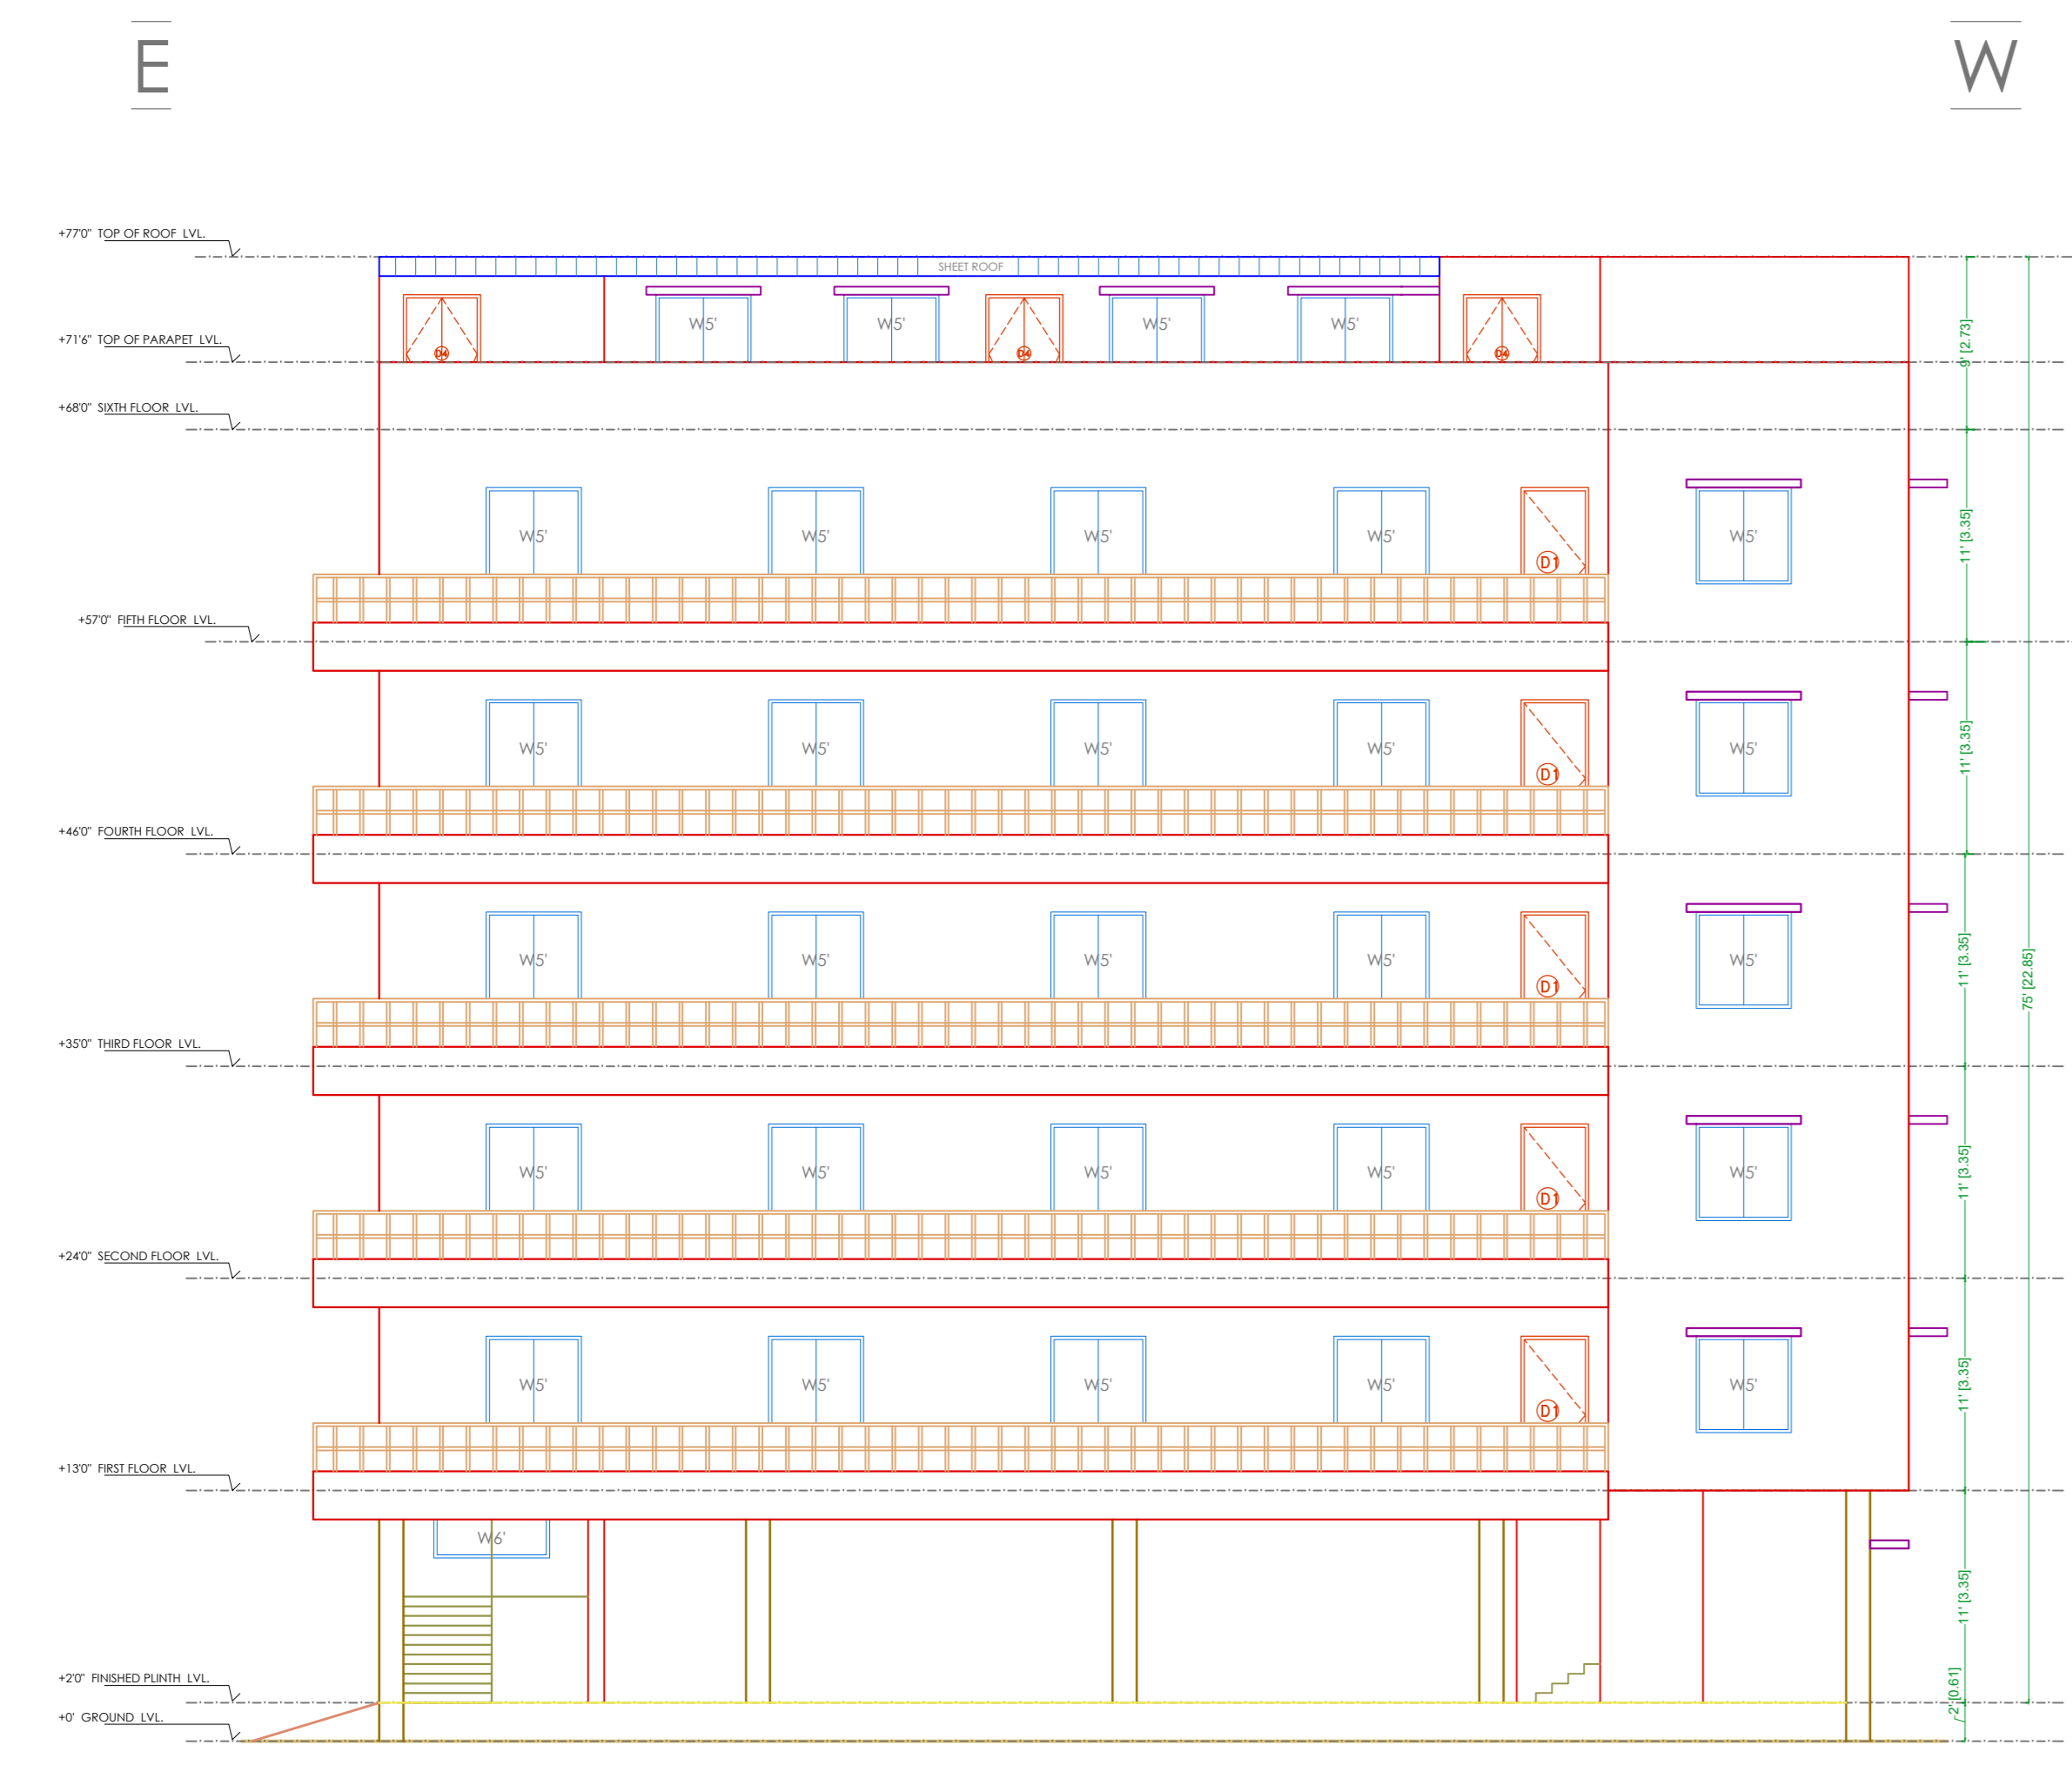 E
W
+77'0" TOP OF ROOF LVL.
SHEET ROOF
+71'6" TOP OF PARAPET LVL.
W5'
W5'
W5'
W5'
D4
D4
D4
9' [2.73]
+68'0" SIXTH FLOOR LVL.
W5'
W5'
W5'
W5'
D1
W5'
11' [3.35]
+57'0" FIFTH FLOOR LVL.
W5'
W5'
W5'
W5'
D1
W5'
11' [3.35]
+46'0" FOURTH FLOOR LVL.
W5'
W5'
W5'
W5'
D1
W5'
11' [3.35]
75' [22.85]
+35'0" THIRD FLOOR LVL.
W5'
W5'
W5'
W5'
D1
W5'
11' [3.35]
+24'0" SECOND FLOOR LVL.
W5'
W5'
W5'
W5'
D1
W5'
11' [3.35]
+13'0" FIRST FLOOR LVL.
W6'
11' [3.35]
+2'0" FINISHED PLINTH LVL.
2' [0.61]
+0' GROUND LVL.